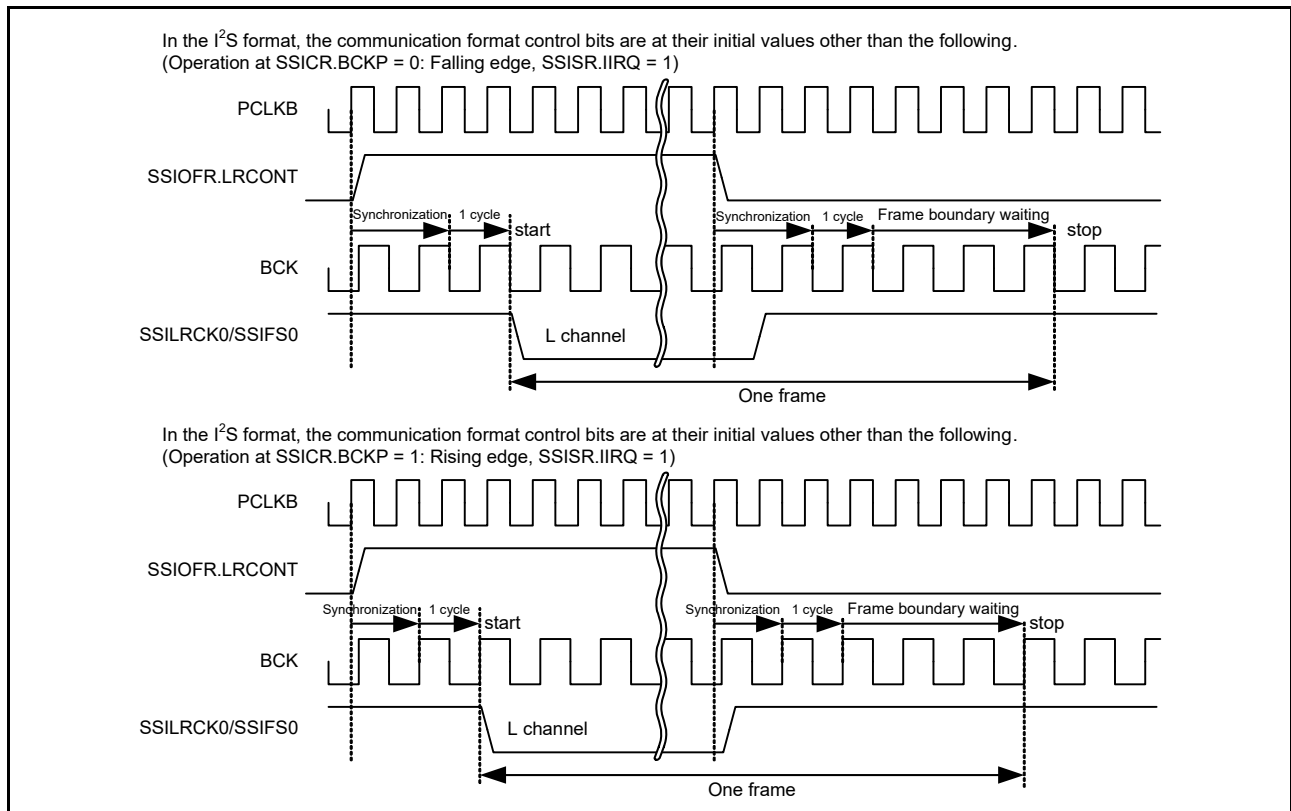 In the I2S format, the communication format control bits are at their initial values other than the following.
(Operation at SSICR.BCKP = 0: Falling edge, SSISR.IIRQ = 1)
PCLKB
SSIOFR.LRCONT
Synchronization 1 cycle start Synchronization 1 cycle Frame boundary waiting stop
BCK
SSILRCK0/SSIFS0 L channel
One frame
In the I2S format, the communication format control bits are at their initial values other than the following.
(Operation at SSICR.BCKP = 1: Rising edge, SSISR.IIRQ = 1)
PCLKB
SSIOFR.LRCONT
Synchronization 1 cycle start Synchronization 1 cycle Frame boundary waiting stop
BCK
SSILRCK0/SSIFS0 L channel
One frame